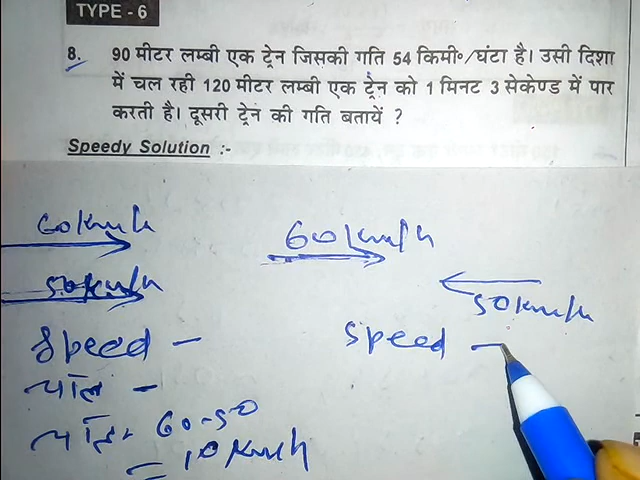 TYPE - 6
8. 90 मीटर लम्बी एक ट्रेन जिसकी गति 54 किमी॰/घंटा है। उसी दिशा
में चल रही 120 मीटर लम्बी एक ट्रेन को 1 मिनट 3 सेकेण्ड में पार
करती है। दूसरी ट्रेन की गति बतायें ?
Speedy Solution :-
60km/h
60km/h
50km/h
50km/h
Speed -
Speed -
चाल -
60-50
= 10km/h